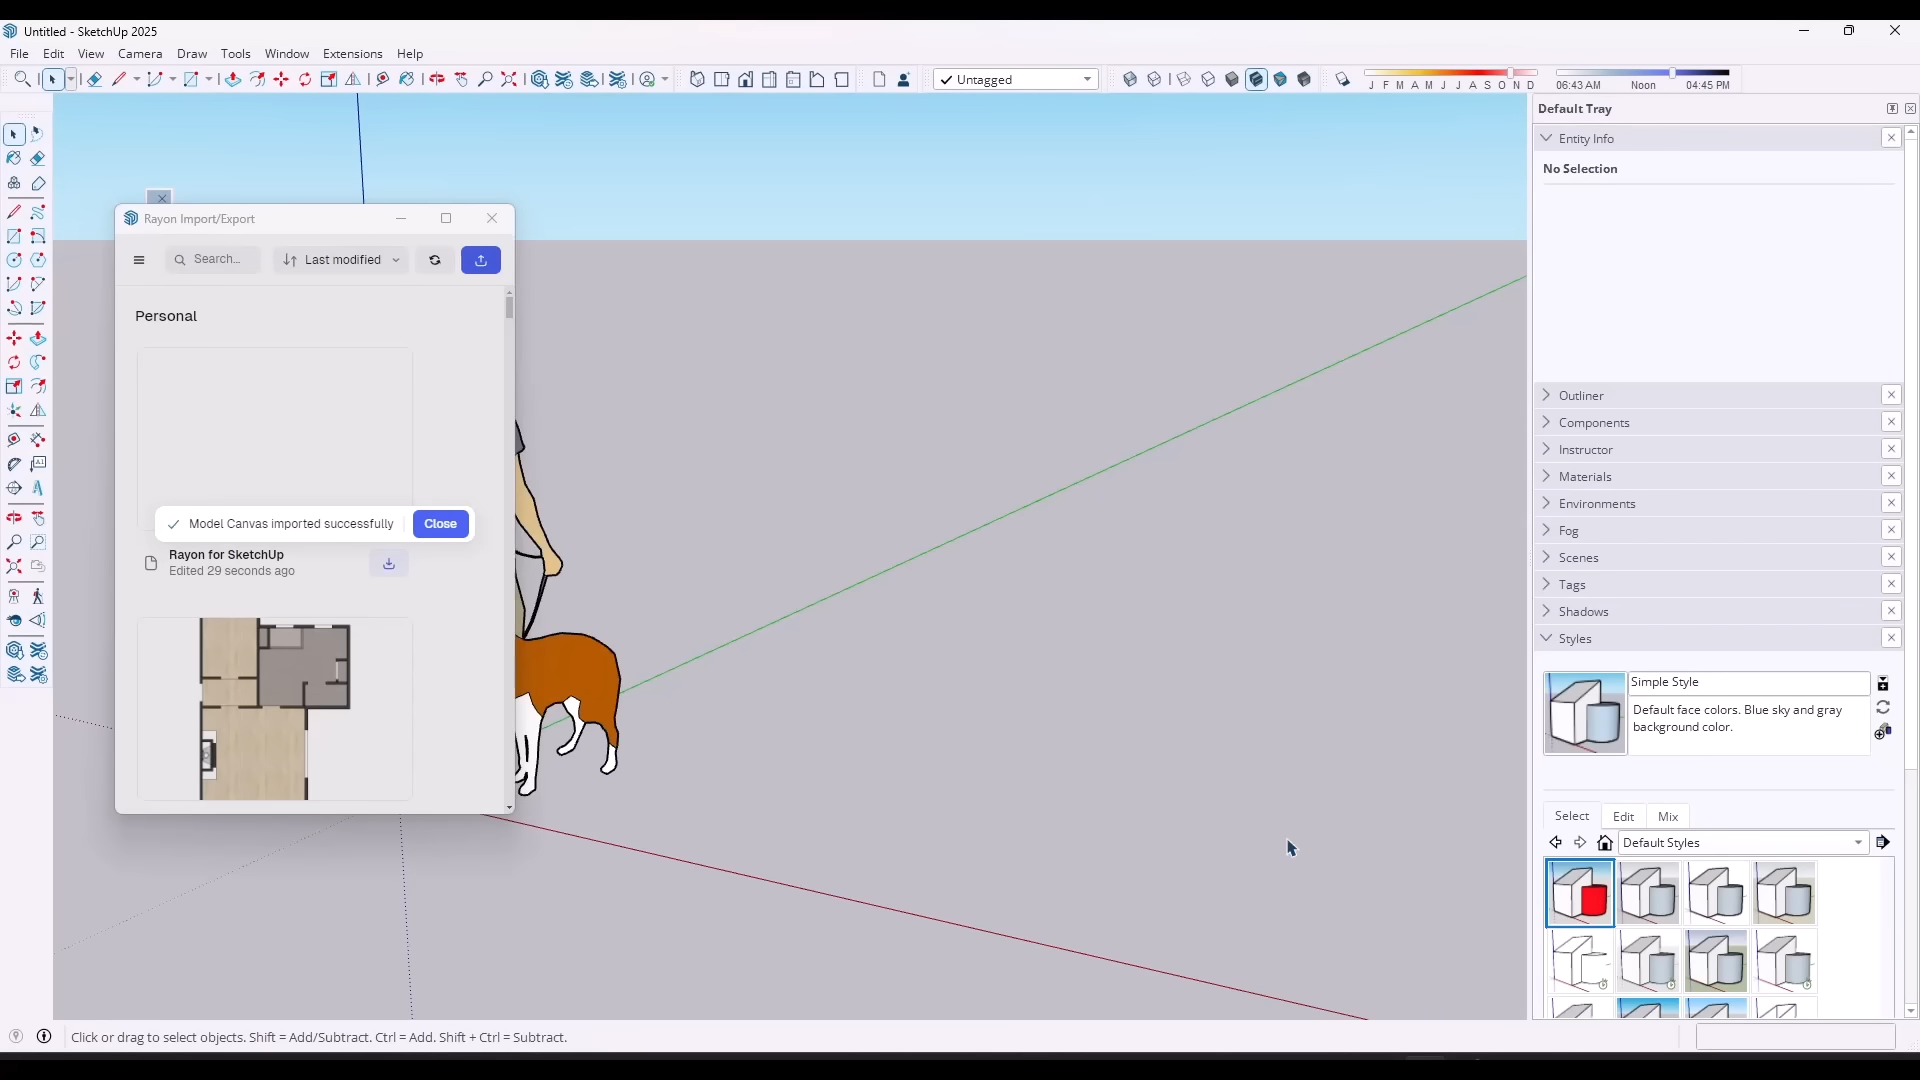 Untitled - SketchUp 2025
File Edit View Camera Draw Tools Window Extensions Help
Untagged
J F M A M J J A S O N D
06:43 AM Noon 04:45 PM
Default Tray
Entity Info
No Selection
Rayon Import/Export
Search...
Last modified
Personal
Model Canvas imported successfully
Close
Rayon for SketchUp
Edited 29 seconds ago
Outliner
Components
Instructor
Materials
Environments
Fog
Scenes
Tags
Shadows
Styles
Simple Style
Default face colors. Blue sky and gray
background color.
Select Edit Mix
Default Styles
Click or drag to select objects. Shift = Add/Subtract. Ctrl = Add. Shift + Ctrl = Subtract.